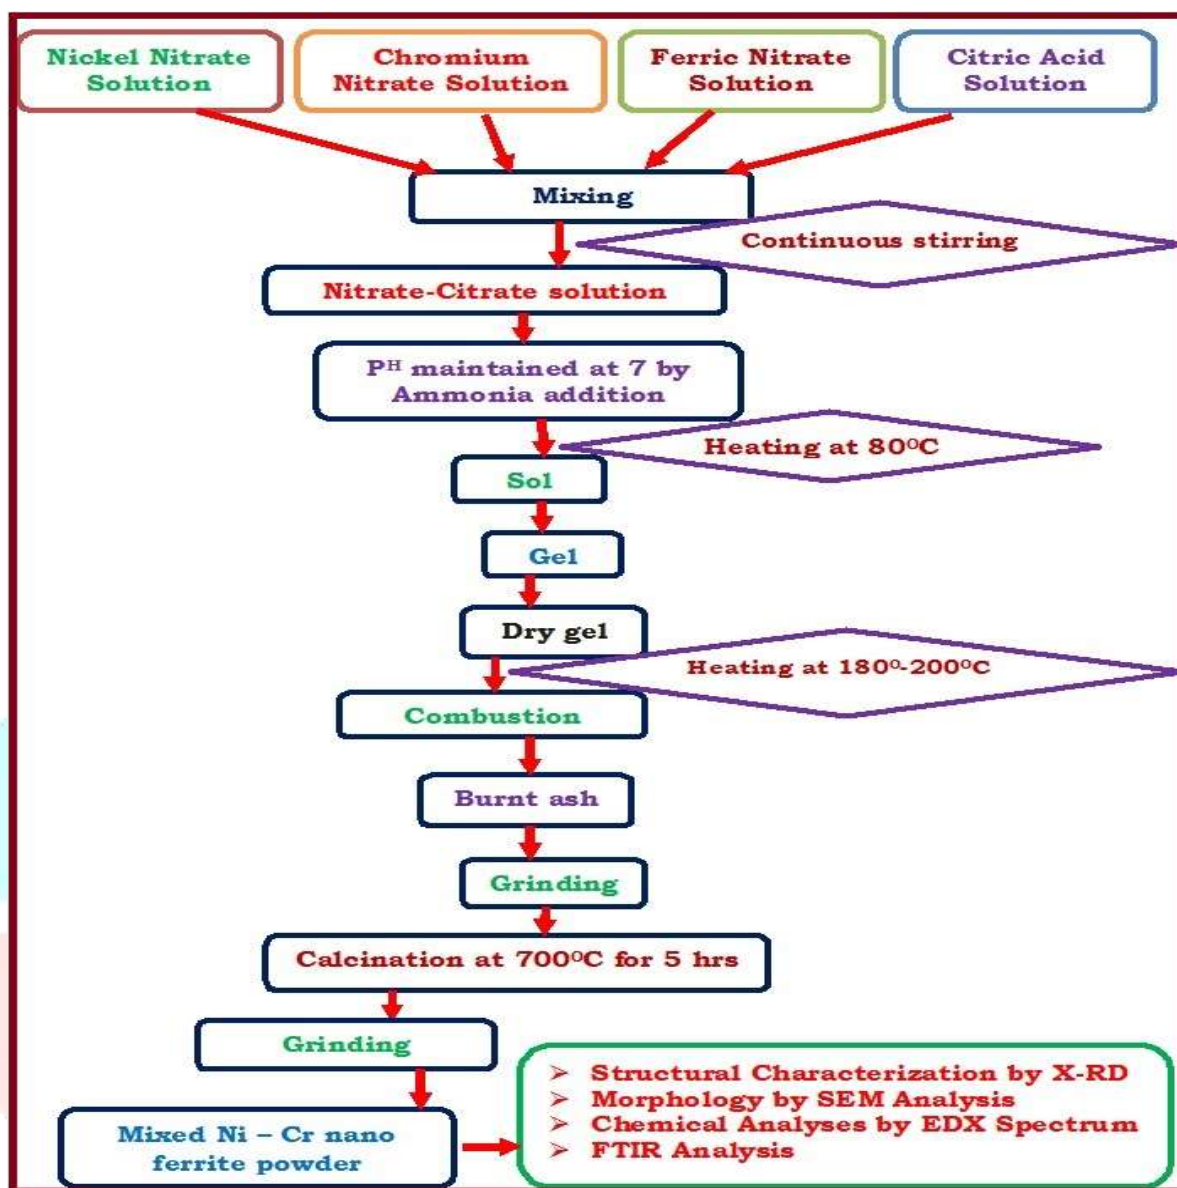 Nickel Nitrate
Solution
Chromium
Nitrate Solution
Ferric Nitrate
Solution
Citric Acid
Solution
Mixing
Continuous stirring
Nitrate-Citrate solution
Pᴴ maintained at 7 by
Ammonia addition
Heating at 80⁰C
Sol
Gel
Dry gel
Heating at 180⁰-200⁰C
Combustion
Burnt ash
Grinding
Calcination at 700⁰C for 5 hrs
Grinding
Mixed Ni – Cr nano
ferrite powder
➢ Structural Characterization by X-RD
➢ Morphology by SEM Analysis
➢ Chemical Analyses by EDX Spectrum
➢ FTIR Analysis